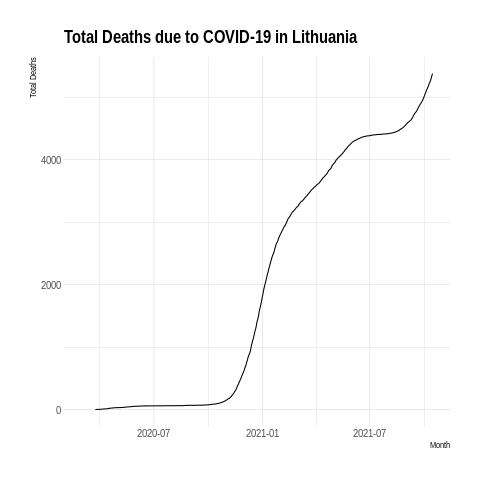 Total Deaths due to COVID-19 in Lithuania
Total Deaths
4000
2000
0
2020-07 2021-01 2021-07
Month